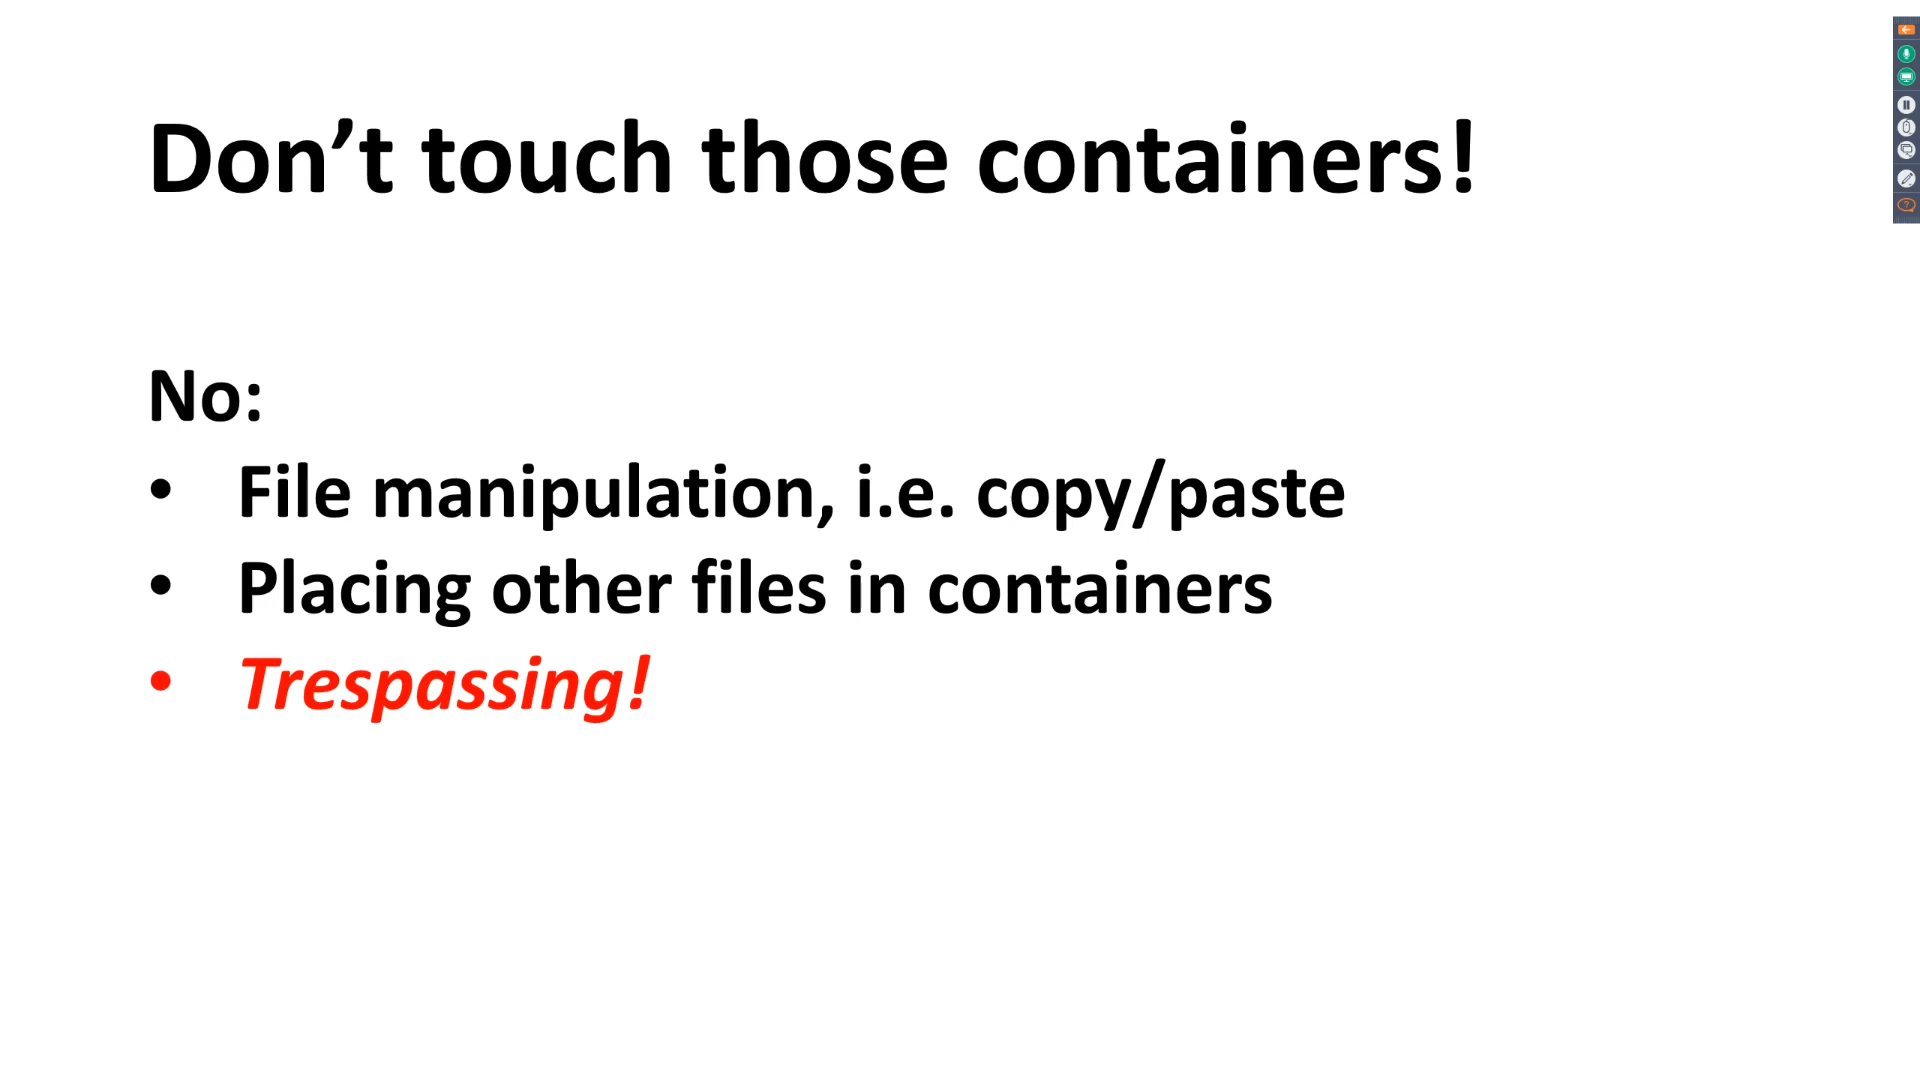 Don’t touch those containers!
No:
• File manipulation, i.e. copy/paste
• Placing other files in containers
• Trespassing!